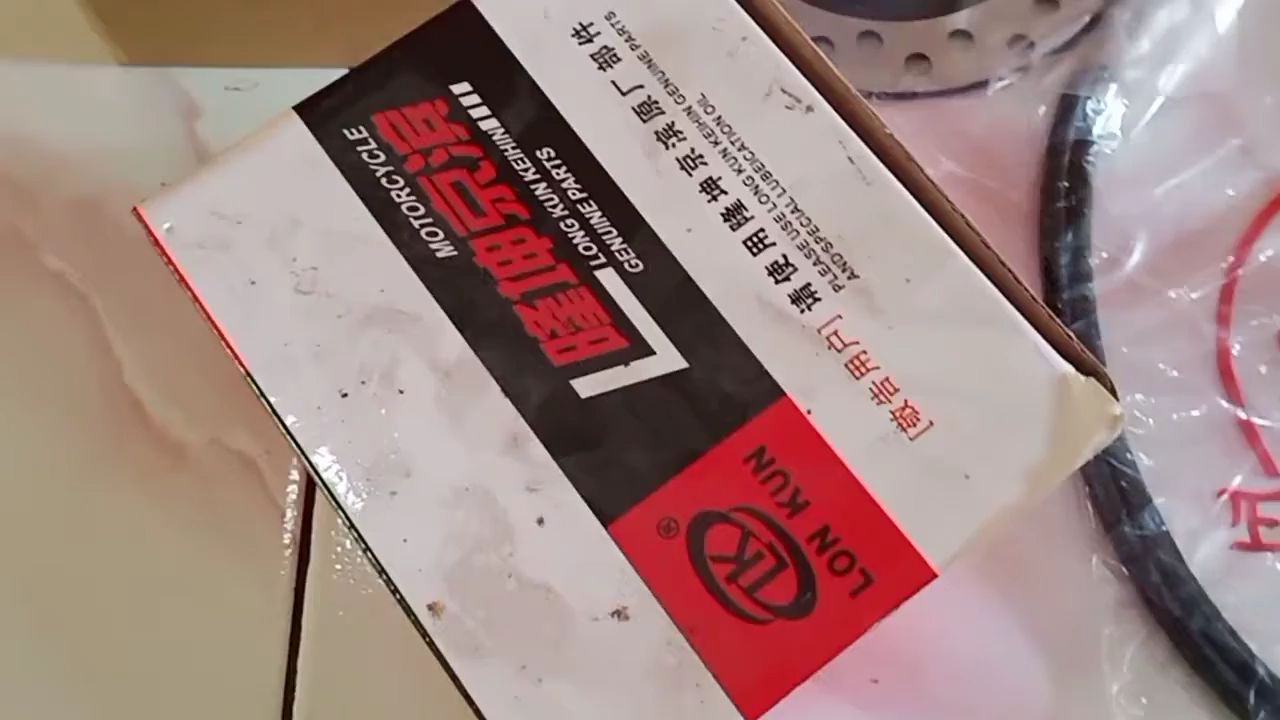 LON KUN
LK
®
MOTORCYCLE
隆坤京滨
LONG KUN KEIHIN
GENUINE PARTS
[敬告用户] 请使用隆坤京滨原厂部件
PLEASE USE LONG KUN KEIHIN GENUINE PARTS
AND SPECIAL LUBEICATION OIL